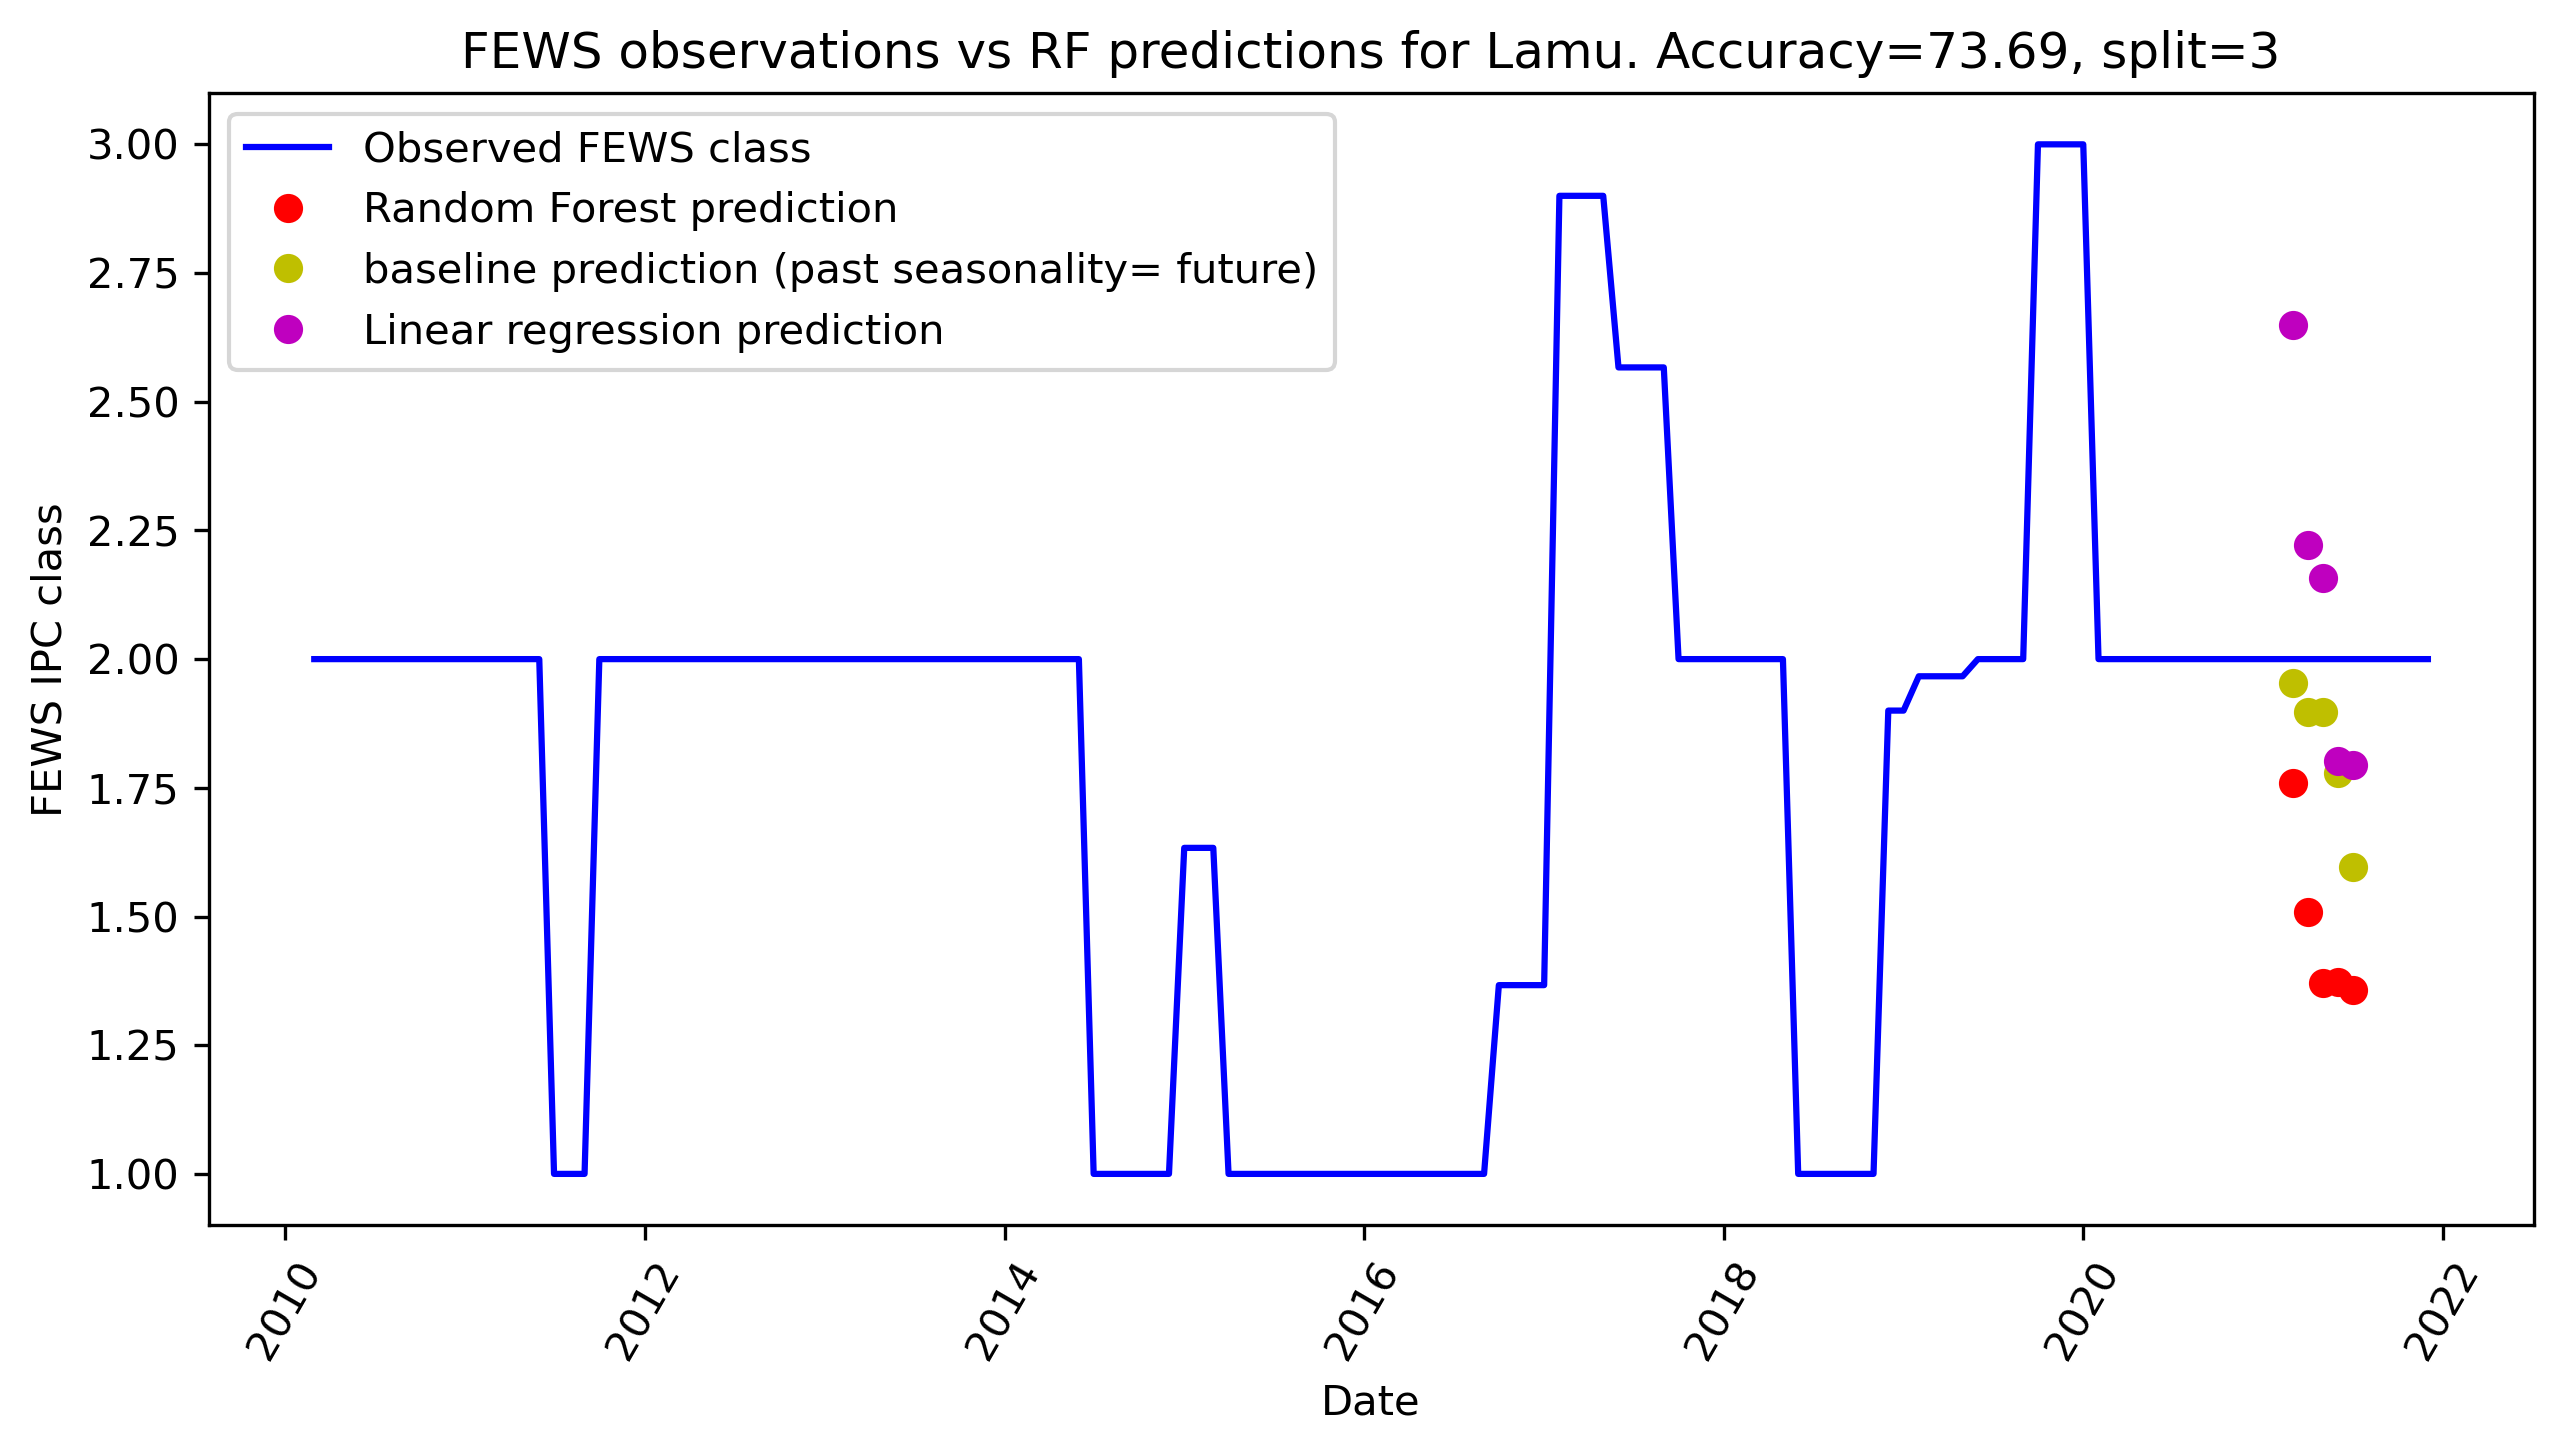 FEWS observations vs RF predictions for Lamu. Accuracy=73.69, split=3
Observed FEWS class
Random Forest prediction
baseline prediction (past seasonality= future)
Linear regression prediction
FEWS IPC class
3.00
2.75
2.50
2.25
2.00
1.75
1.50
1.25
1.00
2010
2012
2014
2016
2018
2020
2022
Date